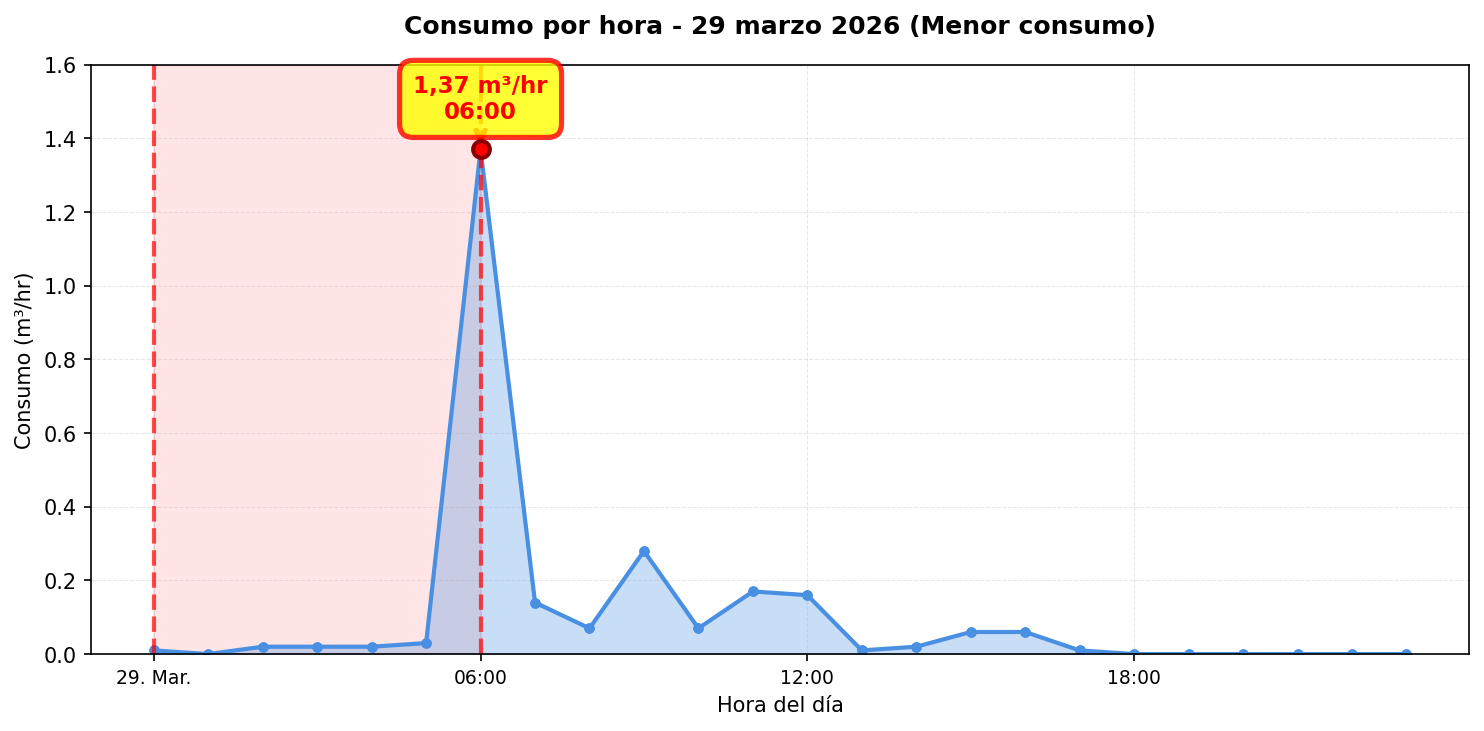 Consumo por hora - 29 marzo 2026 (Menor consumo)
1,37 m³/hr
06:00
Consumo (m³/hr)
1.6
1.4
1.2
1.0
0.8
0.6
0.4
0.2
0.0
29. Mar.
06:00
12:00
18:00
Hora del día